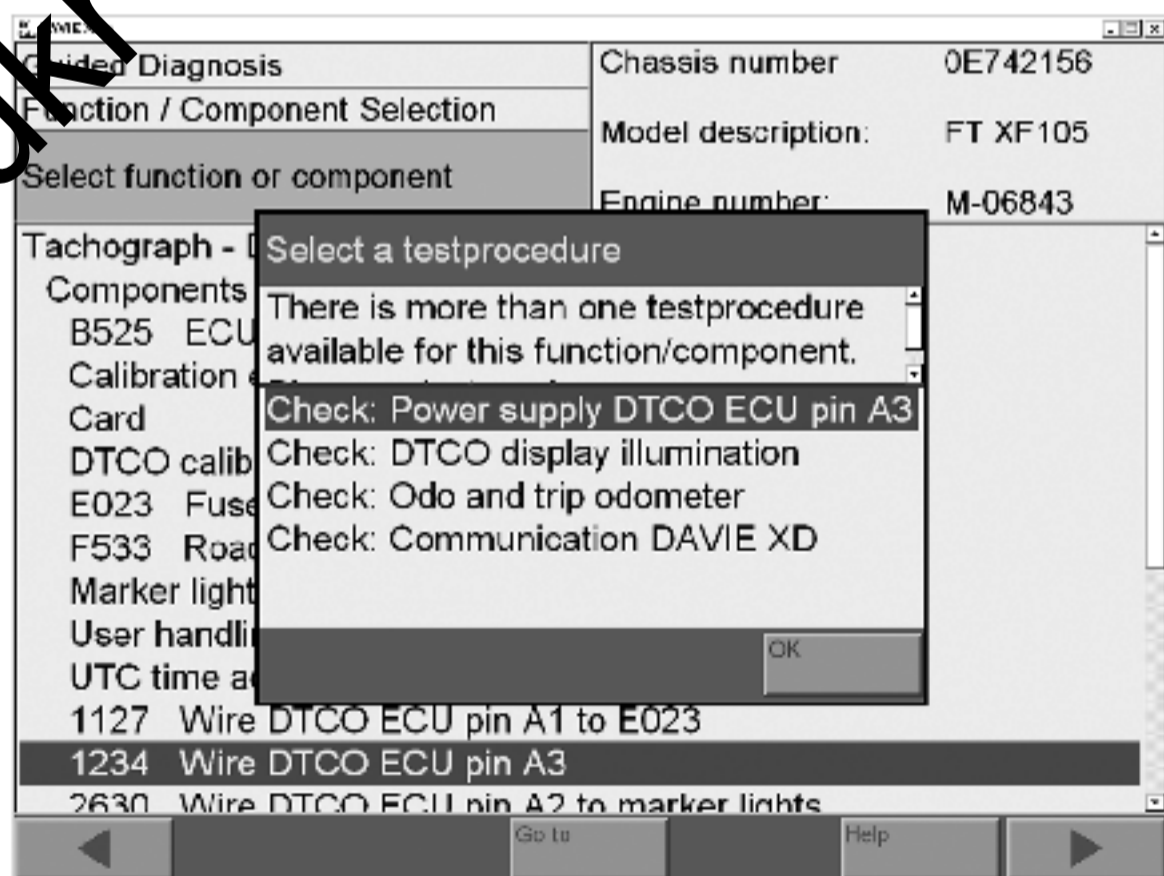 Guided Diagnosis
Function / Component Selection
Select function or component
Chassis number 0E742156
Model description: FT XF105
Engine number: M-06843
Tachograph -
Components
B525 ECU
Calibration
Card
DTCO calib
E023 Fuse
F533 Road
Marker light
User handli
UTC time
1127 Wire DTCO ECU pin A1 to E023
1234 Wire DTCO ECU pin A3
2630 Wire DTCO ECU pin A2 to marker lights
Select a testprocedure
There is more than one testprocedure
available for this function/component.
Check: Power supply DTCO ECU pin A3
Check: DTCO display illumination
Check: Odo and trip odometer
Check: Communication DAVIE XD
OK
Go to
Help